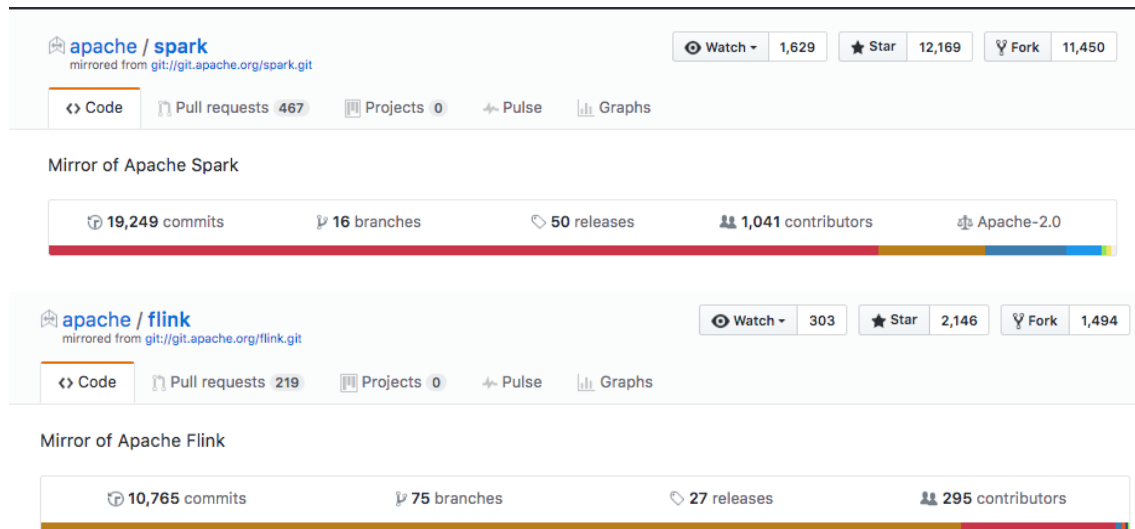 apache / spark
Watch 1,629 Star 12,169 Fork 11,450
mirrored from git://git.apache.org/spark.git
Code Pull requests 467 Projects 0 Pulse Graphs
Mirror of Apache Spark
19,249 commits 16 branches 50 releases 1,041 contributors Apache-2.0
apache / flink
Watch 303 Star 2,146 Fork 1,494
mirrored from git://git.apache.org/flink.git
Code Pull requests 219 Projects 0 Pulse Graphs
Mirror of Apache Flink
10,765 commits 75 branches 27 releases 295 contributors